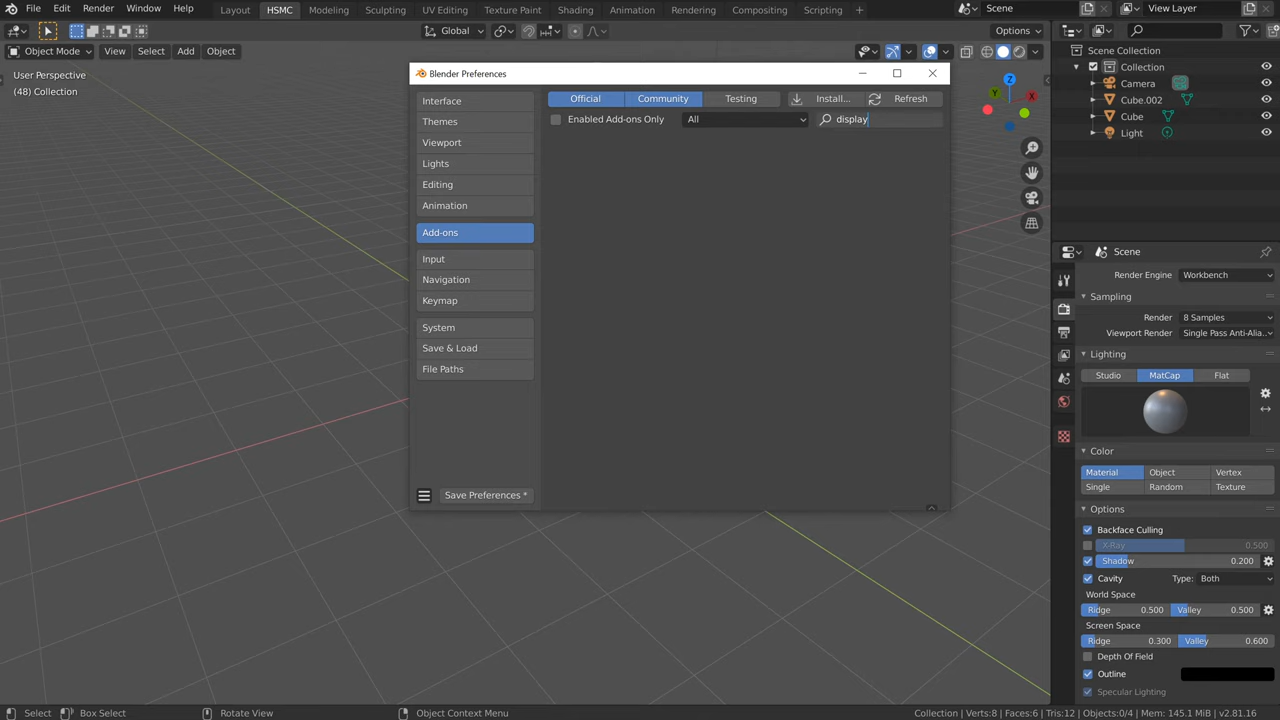 File Edit Render Window Help Layout HSMC Modeling Sculpting UV Editing Texture Paint Shading Animation Rendering Compositing Scripting + Scene View Layer
Object Mode View Select Add Object Global Options
User Perspective
(48) Collection
Blender Preferences
Interface
Themes
Viewport
Lights
Editing
Animation
Add-ons
Input
Navigation
Keymap
System
Save & Load
File Paths
Save Preferences *
Official Community Testing Install... Refresh
Enabled Add-ons Only All display
X
Y
Z
Scene Collection
Collection
Camera
Cube.002
Cube
Light
Scene
Render Engine Workbench
Sampling
Render 8 Samples
Viewport Render Single Pass Anti-Alia..
Lighting
Studio MatCap Flat
Color
Material Object Vertex
Single Random Texture
Options
Backface Culling
X-Ray 0.500
Shadow 0.200
Cavity Type: Both
World Space
Ridge 0.500 Valley 0.500
Screen Space
Ridge 0.300 Valley 0.600
Depth Of Field
Outline
Specular Lighting
Select Box Select Rotate View Object Context Menu Collection | Verts:8 | Faces:6 | Tris:12 | Objects:0/4 | Mem: 145.1 MiB | v2.81.16